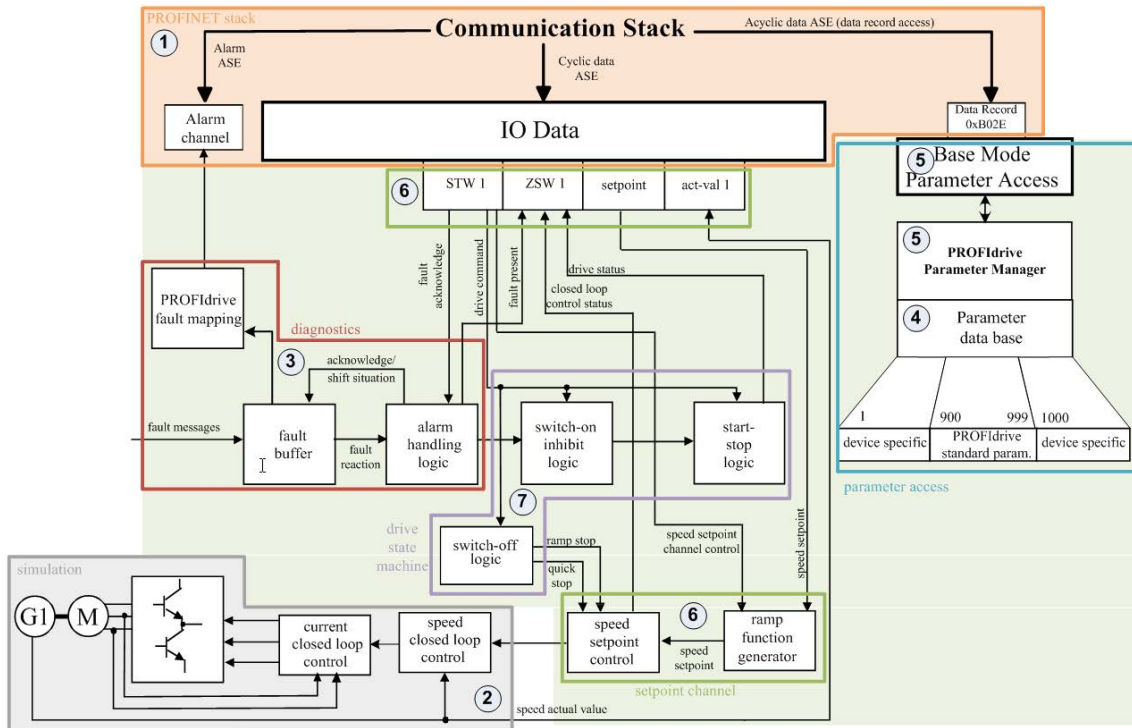 PROFINET stack
Communication Stack
Acyclic data ASE (data record access)
1
Alarm
ASE
Cyclic data
ASE
Alarm
channel
IO Data
Data Record
0xB02E
5
Base Mode
Parameter Access
6
STW 1
ZSW 1
setpoint
act-val 1
fault
acknowledge
drive command
fault present
drive status
closed loop
control status
5
PROFIdrive
Parameter Manager
PROFIdrive
fault mapping
diagnostics
4
Parameter
data base
3
acknowledge/
shift situation
1
900
999
1000
device specific
PROFIdrive
standard param.
device specific
parameter access
fault messages
fault
buffer
fault
reaction
alarm
handling
logic
switch-on
inhibit
logic
start-
stop
logic
7
drive
state
machine
switch-off
logic
ramp stop
quick
stop
speed setpoint
channel control
speed setpoint
simulation
G1
M
current
closed loop
control
speed
closed loop
control
speed
setpoint
control
6
speed
setpoint
ramp
function
generator
setpoint channel
2
speed actual value